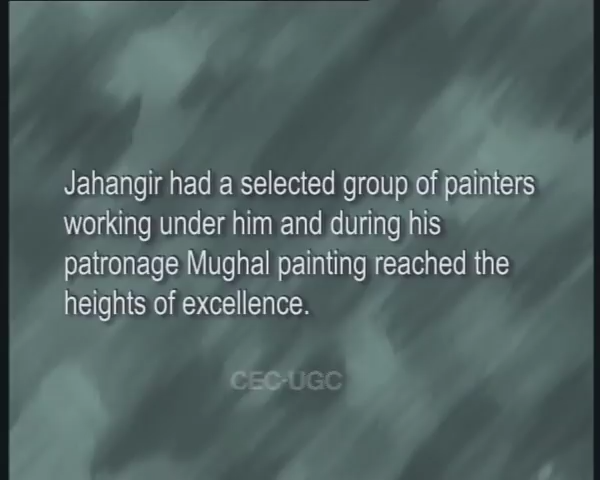 Jahangir had a selected group of painters
working under him and during his
patronage Mughal painting reached the
heights of excellence.
CEC-UGC